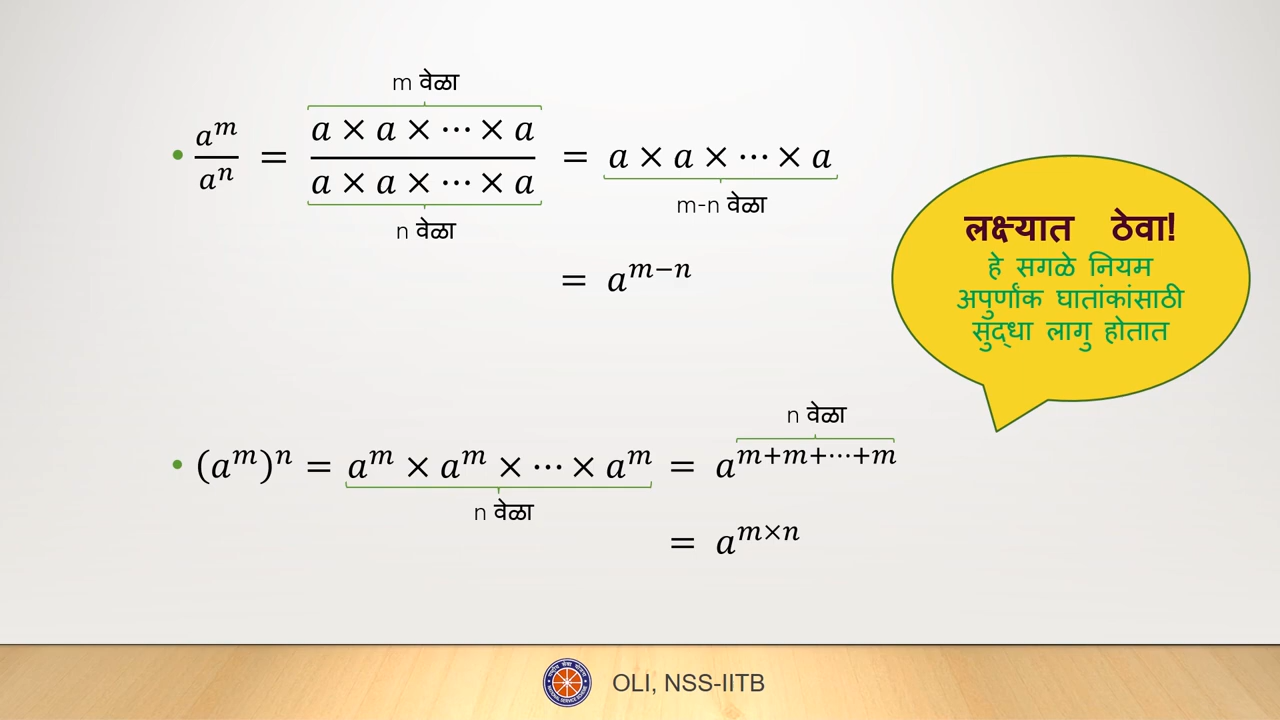 m वेळा
• a^m / a^n = (a × a × ⋯ × a) / (a × a × ⋯ × a) = a × a × ⋯ × a
n वेळा
m-n वेळा
= a^{m−n}
लक्ष्यात ठेवा!
हे सगळे नियम
अपुर्णांक घातांकांसाठी
सुद्धा लागु होतात
n वेळा
• (a^m)^n = a^m × a^m × ⋯ × a^m = a^{m+m+⋯+m}
n वेळा
= a^{m×n}
OLI, NSS-IITB